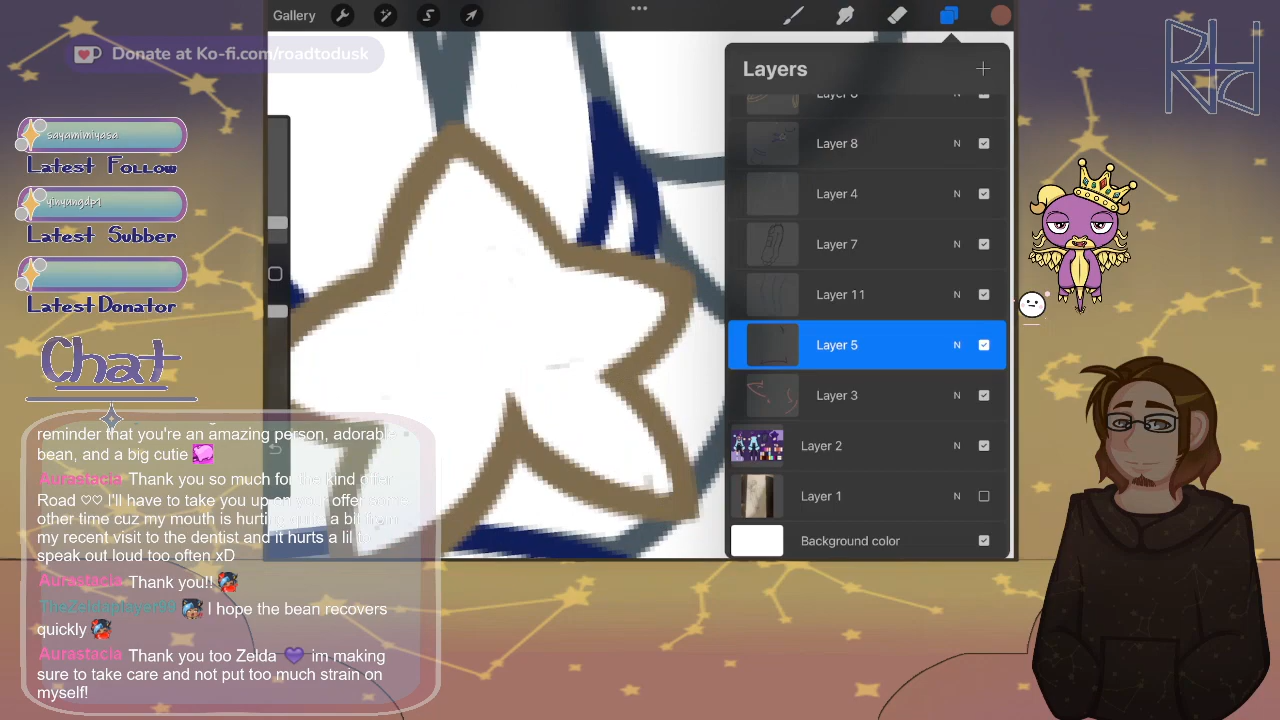 Gallery
Donate at Ko-fi.com/roadtodusk
sayamimiyasa
Latest Follow
yinyangdp1
Latest Subber
Latest Donator
Chat
reminder that you're an amazing person, adorable
bean, and a big cutie
Aurastacia Thank you so much for the kind offer
Road ♡♡ I'll have to take you up on your offer
other time cuz my mouth is hurting quite a bit from
my recent visit to the dentist and it hurts a lil to
speak out loud too often xD
Aurastacia Thank you!!
I hope the bean recovers
quickly
Aurastacia Thank you too Zelda 💜 im making
sure to take care and not put too much strain on
myself!
Layers
Layer 8
N
Layer 4
N
Layer 7
N
Layer 11
N
Layer 5
N
Layer 3
N
Layer 2
N
Layer 1
N
Background color